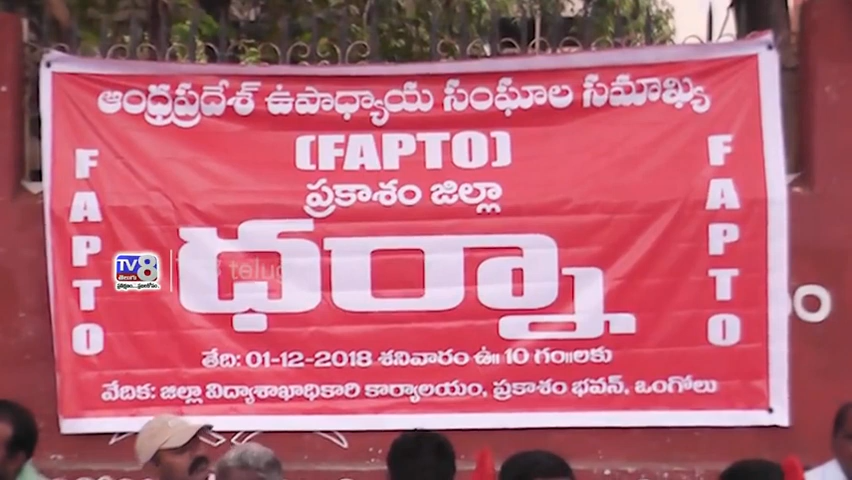 ఆంధ్రప్రదేశ్ ఉపాధ్యాయ సంఘాల సమాఖ్య
(FAPTO)
ప్రకాశం జిల్లా
ధర్నా
తేది: 01-12-2018 శనివారం ఉ॥ 10 గం॥లకు
వేదిక: జిల్లా విద్యాశాఖాధికారి కార్యాలయం, ప్రకాశం భవన్, ఒంగోలు
FAPTO
FAPTO
TV8
తెలుగు